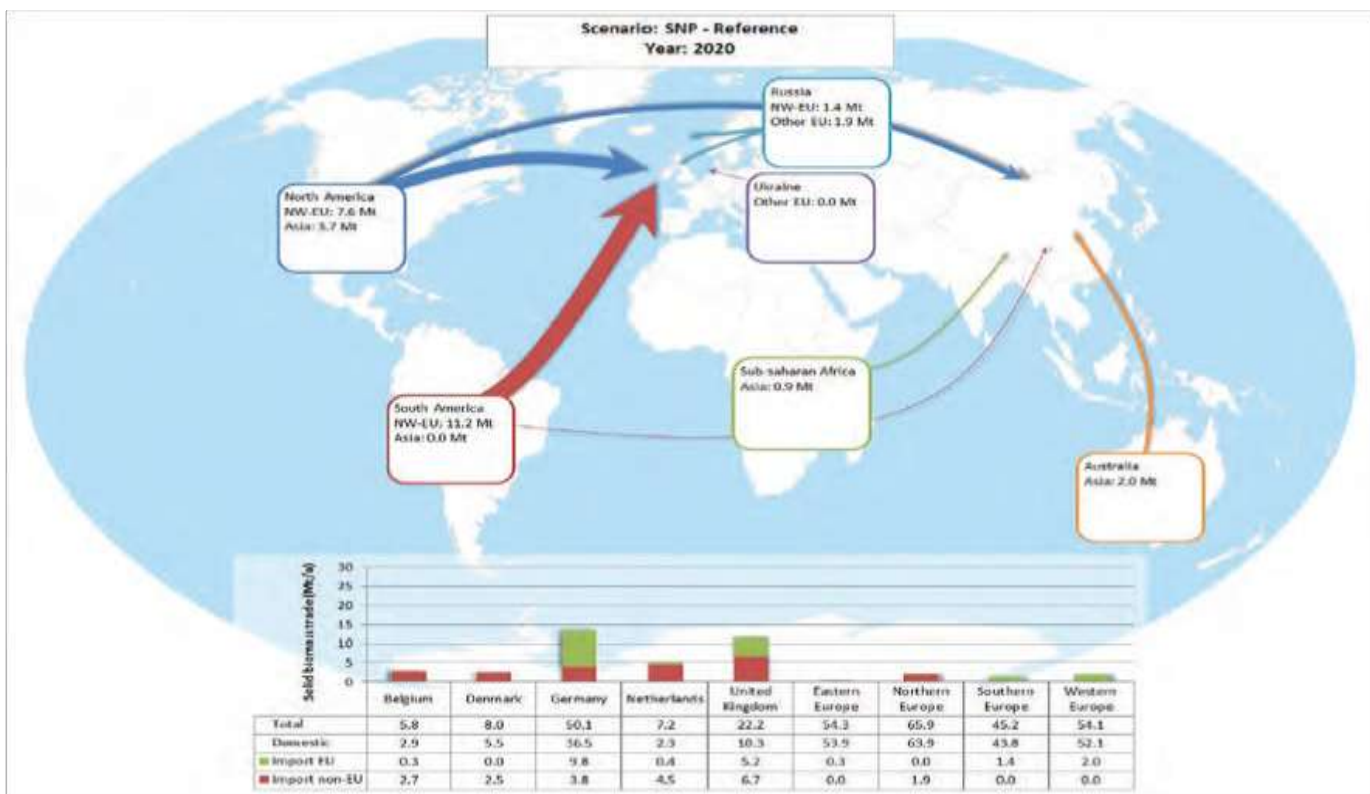 Scenario: SNP - Reference
Year: 2020
Russia
NW-EU: 1.4 Mt
Other EU: 1.9 Mt
North America
NW-EU: 7.6 Mt
Asia: 3.7 Mt
Ukraine
Other EU: 0.0 Mt
Sub-saharan Africa
Asia: 0.9 Mt
South America
NW-EU: 11.2 Mt
Asia: 0.0 Mt
Australia
Asia: 2.0 Mt
Solid biomass trade (Mt/a)
30
25
20
15
10
5
0
Belgium Denmark Germany Netherlands United Kingdom Eastern Europe Northern Europe Southern Europe Western Europe
Total 5.8 8.0 50.1 7.2 22.2 54.3 65.9 45.2 54.1
Domestic 2.9 5.5 36.5 2.3 10.3 53.9 63.9 43.8 52.1
Import EU 0.3 0.0 9.8 0.4 5.2 0.3 0.0 1.4 2.0
Import non-EU 2.7 2.5 3.8 4.5 6.7 0.0 1.9 0.0 0.0